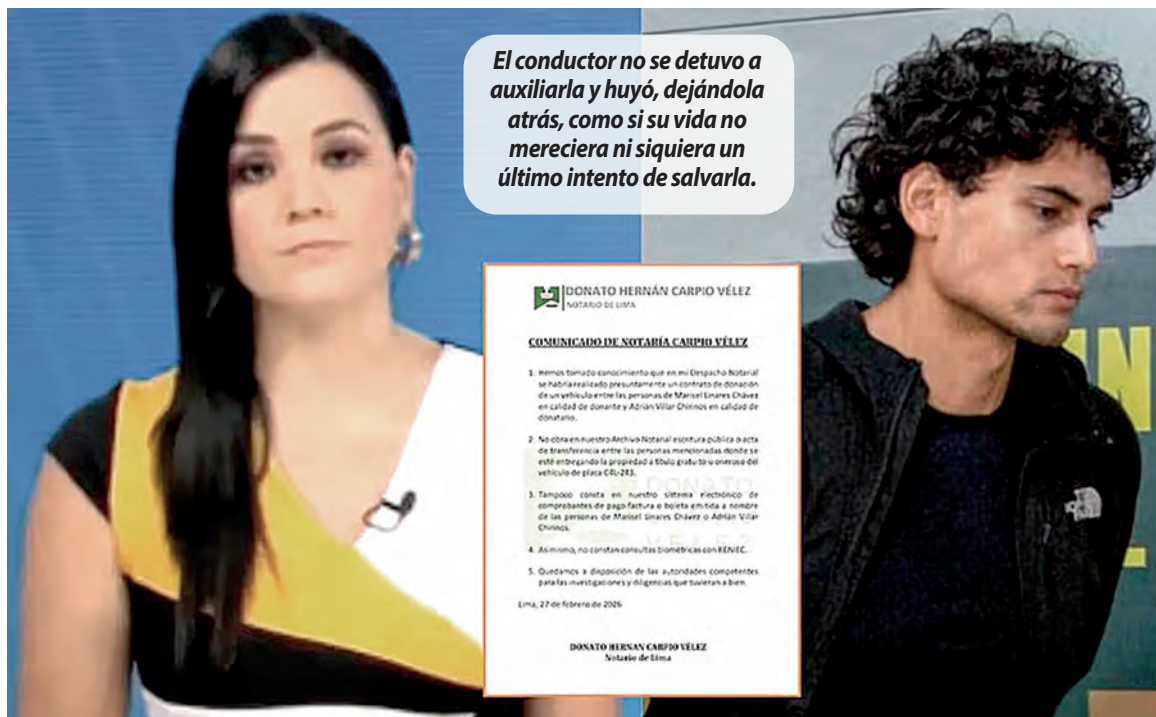 El conductor no se detuvo a
auxiliarla y huyó, dejándola
atrás, como si su vida no
mereciera ni siquiera un
último intento de salvarla.
DONATO HERNÁN CARPIO VÉLEZ
NOTARIO DE LIMA
COMUNICADO DE NOTARÍA CARPIO VÉLEZ
1. Hemos tomado conocimiento que en mi Despacho Notarial
se habría realizado presuntamente un contrato de donación
de un vehículo entre las personas de Marisel Linares Chávez
en calidad de donante y Adrián Villar Chirinos en calidad de
donatario.
2. No obra en nuestro Archivo Notarial escritura pública o acta
de transferencia entre las personas mencionadas donde se
esté entregando la propiedad a título gratuito u oneroso del
vehículo de placa
3. Tampoco consta en nuestro sistema electrónico de
comprobantes de pago factura o boleta emitida a nombre
de las personas de Marisel Linares Chávez o Adrián Villar
Chirinos.
4. Asimismo, no constan consultas biométricas con RENIEC.
5. Quedamos a disposición de las autoridades competentes
para las investigaciones y diligencias que tuvieran a bien.
Lima, 27 de febrero de 2026
DONATO HERNAN CARPIO VÉLEZ
Notario de Lima
DONATO
VÉLEZ
THE
NORTH
FACE
IN